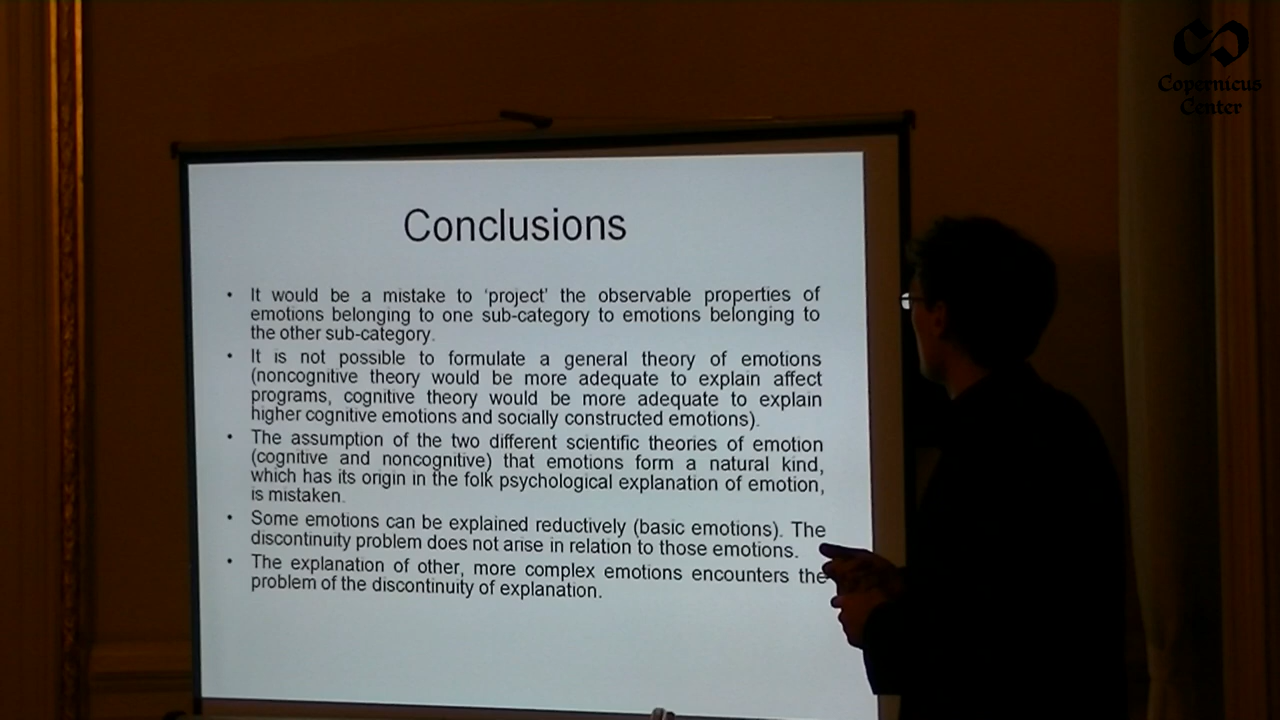 Copernicus
Center
Conclusions
• It would be a mistake to 'project' the observable properties of
emotions belonging to one sub-category to emotions belonging to
the other sub-category.
• It is not possible to formulate a general theory of emotions
(noncognitive theory would be more adequate to explain affect
programs, cognitive theory would be more adequate to explain
higher cognitive emotions and socially constructed emotions).
• The assumption of the two different scientific theories of emotion
(cognitive and noncognitive) that emotions form a natural kind,
which has its origin in the folk psychological explanation of emotion,
is mistaken.
• Some emotions can be explained reductively (basic emotions). The
discontinuity problem does not arise in relation to those emotions.
• The explanation of other, more complex emotions encounters the
problem of the discontinuity of explanation.